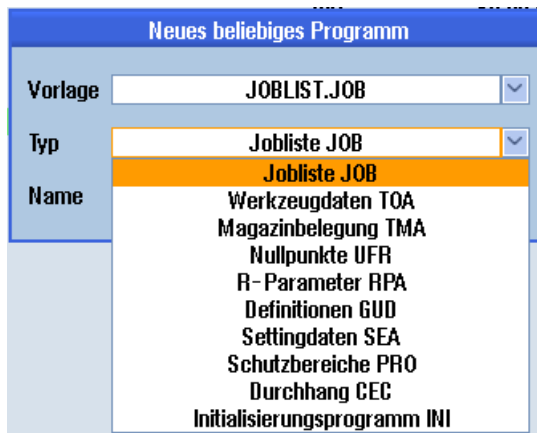 Neues beliebiges Programm
Vorlage JOBLIST.JOB
Typ Jobliste JOB
Jobliste JOB
Name
Werkzeugdaten TOA
Magazinbelegung TMA
Nullpunkte UFR
R-Parameter RPA
Definitionen GUD
Settingdaten SEA
Schutzbereiche PRO
Durchhang CEC
Initialisierungsprogramm INI